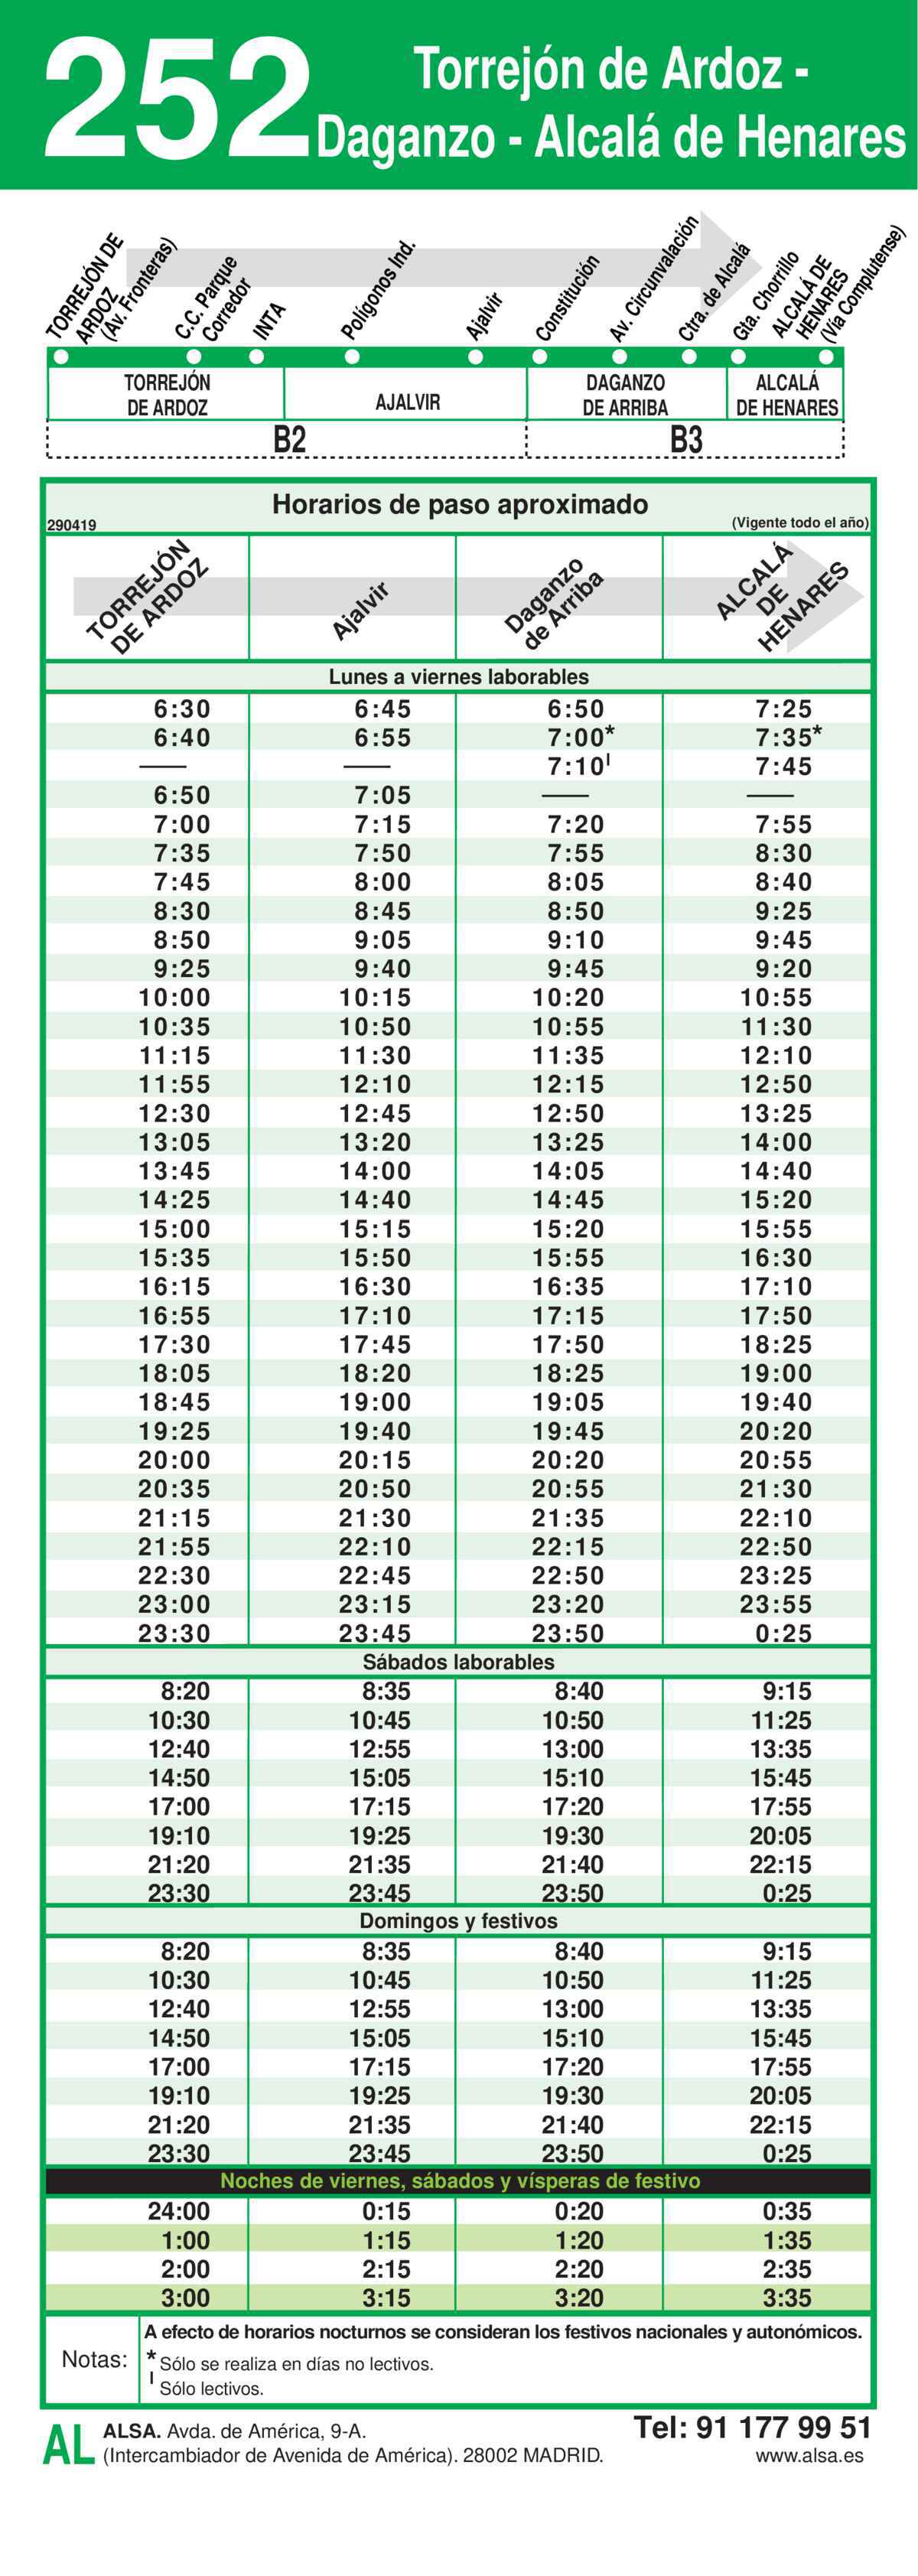 252
Torrejón de Ardoz -
Daganzo - Alcalá de Henares
TORREJÓN DE
ARDOZ
(Av. Fronteras)
C.C. Parque
Corredor
INTA
Polígonos Ind.
Ajalvir
Constitución
Av. Circunvalación
Ctra. de Alcalá
Gta. Chorrillo
ALCALÁ DE
HENARES
(Vía Complutense)
TORREJÓN
DE ARDOZ
AJALVIR
DAGANZO
DE ARRIBA
ALCALÁ
DE HENARES
B2 B3
Horarios de paso aproximado
290419 (Vigente todo el año)
TORREJÓN
DE ARDOZ
Ajalvir
Daganzo
de Arriba
ALCALÁ
DE
HENARES
Lunes a viernes laborables
6:30 6:45 6:50 7:25
6:40 6:55 7:00* 7:35*
—— —— 7:10ᴵ 7:45
6:50 7:05 —— ——
7:00 7:15 7:20 7:55
7:35 7:50 7:55 8:30
7:45 8:00 8:05 8:40
8:30 8:45 8:50 9:25
8:50 9:05 9:10 9:45
9:25 9:40 9:45 9:20
10:00 10:15 10:20 10:55
10:35 10:50 10:55 11:30
11:15 11:30 11:35 12:10
11:55 12:10 12:15 12:50
12:30 12:45 12:50 13:25
13:05 13:20 13:25 14:00
13:45 14:00 14:05 14:40
14:25 14:40 14:45 15:20
15:00 15:15 15:20 15:55
15:35 15:50 15:55 16:30
16:15 16:30 16:35 17:10
16:55 17:10 17:15 17:50
17:30 17:45 17:50 18:25
18:05 18:20 18:25 19:00
18:45 19:00 19:05 19:40
19:25 19:40 19:45 20:20
20:00 20:15 20:20 20:55
20:35 20:50 20:55 21:30
21:15 21:30 21:35 22:10
21:55 22:10 22:15 22:50
22:30 22:45 22:50 23:25
23:00 23:15 23:20 23:55
23:30 23:45 23:50 0:25
Sábados laborables
8:20 8:35 8:40 9:15
10:30 10:45 10:50 11:25
12:40 12:55 13:00 13:35
14:50 15:05 15:10 15:45
17:00 17:15 17:20 17:55
19:10 19:25 19:30 20:05
21:20 21:35 21:40 22:15
23:30 23:45 23:50 0:25
Domingos y festivos
8:20 8:35 8:40 9:15
10:30 10:45 10:50 11:25
12:40 12:55 13:00 13:35
14:50 15:05 15:10 15:45
17:00 17:15 17:20 17:55
19:10 19:25 19:30 20:05
21:20 21:35 21:40 22:15
23:30 23:45 23:50 0:25
Noches de viernes, sábados y vísperas de festivo
24:00 0:15 0:20 0:35
1:00 1:15 1:20 1:35
2:00 2:15 2:20 2:35
3:00 3:15 3:20 3:35
A efecto de horarios nocturnos se consideran los festivos nacionales y autonómicos.
Notas: * Sólo se realiza en días no lectivos.
ᴵ Sólo lectivos.
AL ALSA. Avda. de América, 9-A. Tel: 91 177 99 51
(Intercambiador de Avenida de América). 28002 MADRID. www.alsa.es